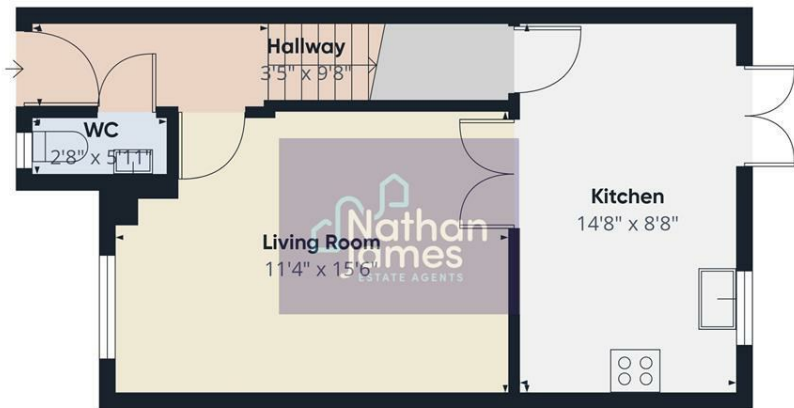 Hallway
3'5" x 9'8"
WC
2'8" x 5'11"
Kitchen
14'8" x 8'8"
Living Room
11'4" x 15'6"
Nathan
James
ESTATE AGENTS